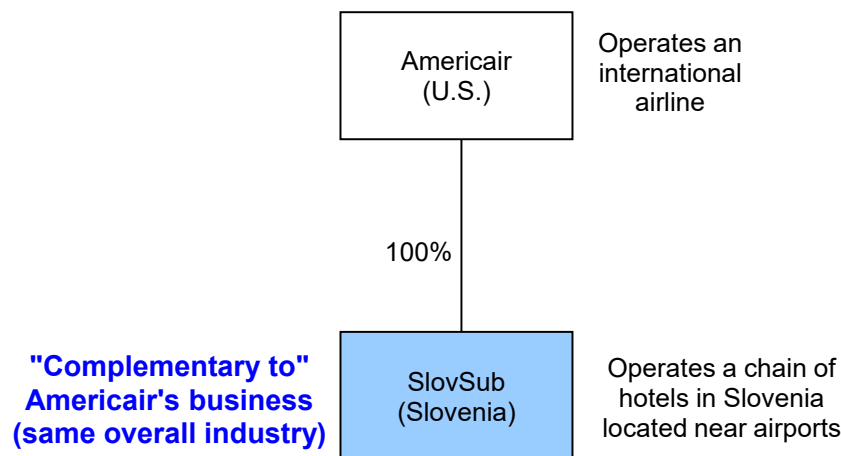 Americair
(U.S.)
Operates an
international
airline
100%
"Complementary to"
Americair's business
(same overall industry)
SlovSub
(Slovenia)
Operates a chain of
hotels in Slovenia
located near airports